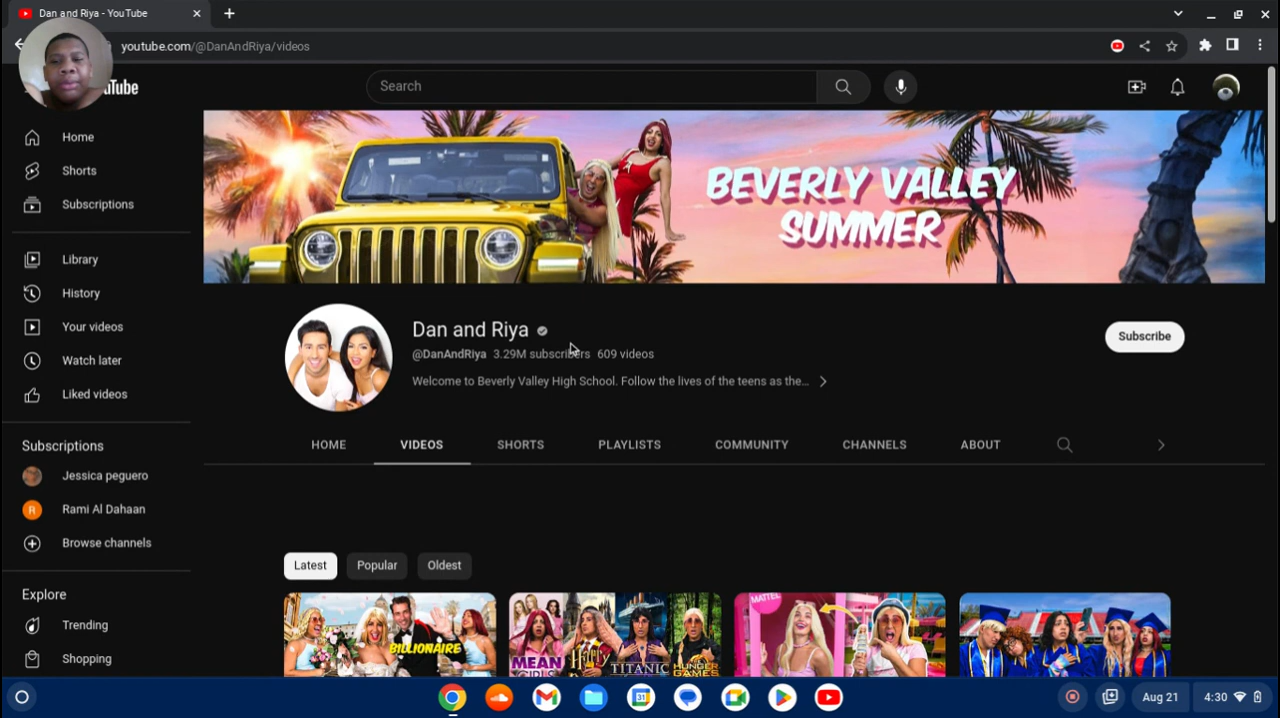 Dan and Riya - YouTube
youtube.com/@DanAndRiya/videos
Tube
Search
Home
Shorts
Subscriptions
Library
History
Your videos
Watch later
Liked videos
Subscriptions
Jessica peguero
R Rami Al Dahaan
Browse channels
Explore
Trending
Shopping
BEVERLY VALLEY
SUMMER
Dan and Riya
@DanAndRiya 3.29M subscribers 609 videos
Welcome to Beverly Valley High School. Follow the lives of the teens as the...
Subscribe
HOME VIDEOS SHORTS PLAYLISTS COMMUNITY CHANNELS ABOUT
Latest Popular Oldest
BILLIONAIRE
MEAN
Harry
TITANIC
HUNGER
GAMES
MATTEL
31
Aug 21 4:30